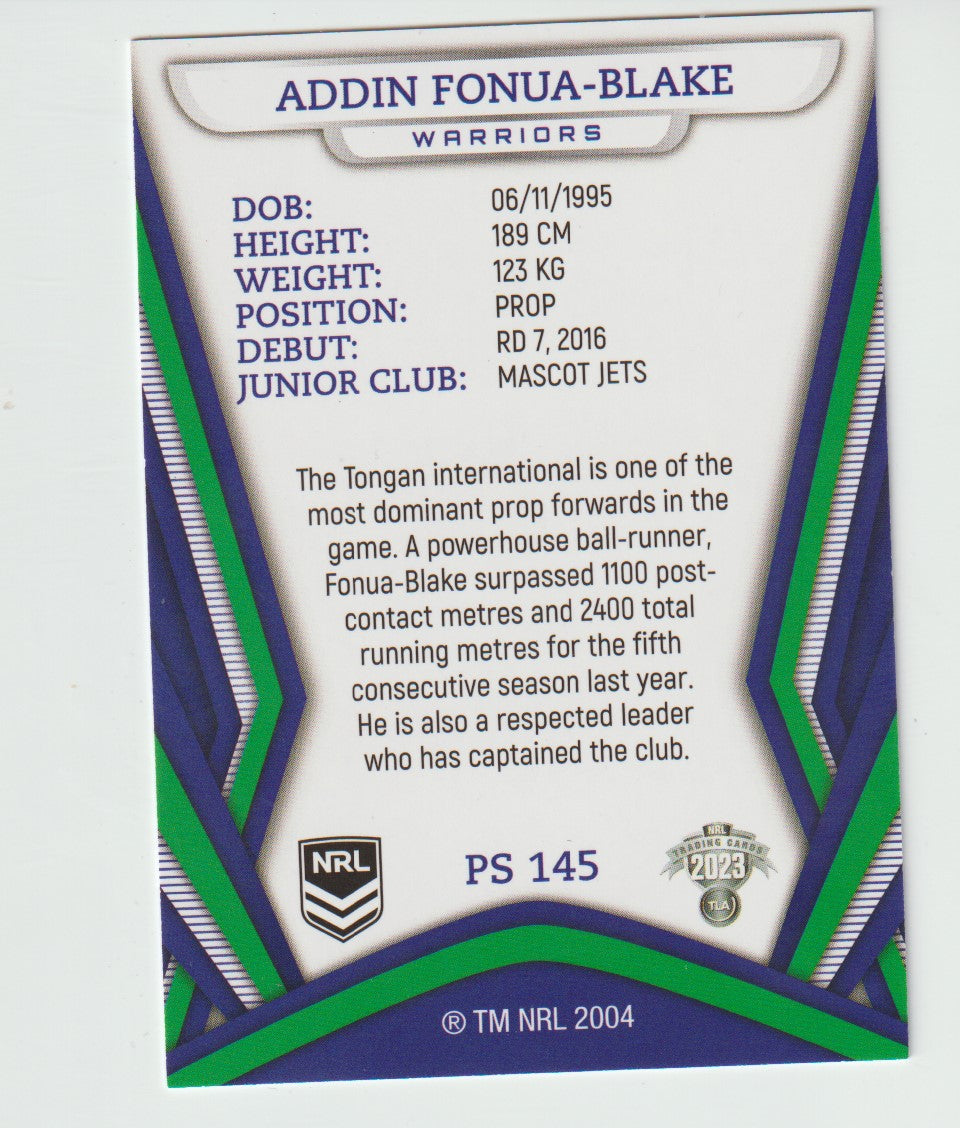 ADDIN FONUA-BLAKE
WARRIORS
DOB: 06/11/1995
HEIGHT: 189 CM
WEIGHT: 123 KG
POSITION: PROP
DEBUT: RD 7, 2016
JUNIOR CLUB: MASCOT JETS
The Tongan international is one of the
most dominant prop forwards in the
game. A powerhouse ball-runner,
Fonua-Blake surpassed 1100 post-
contact metres and 2400 total
running metres for the fifth
consecutive season last year.
He is also a respected leader
who has captained the club.
NRL
PS 145
NRL
TRADING CARDS
2023
TLA
® TM NRL 2004